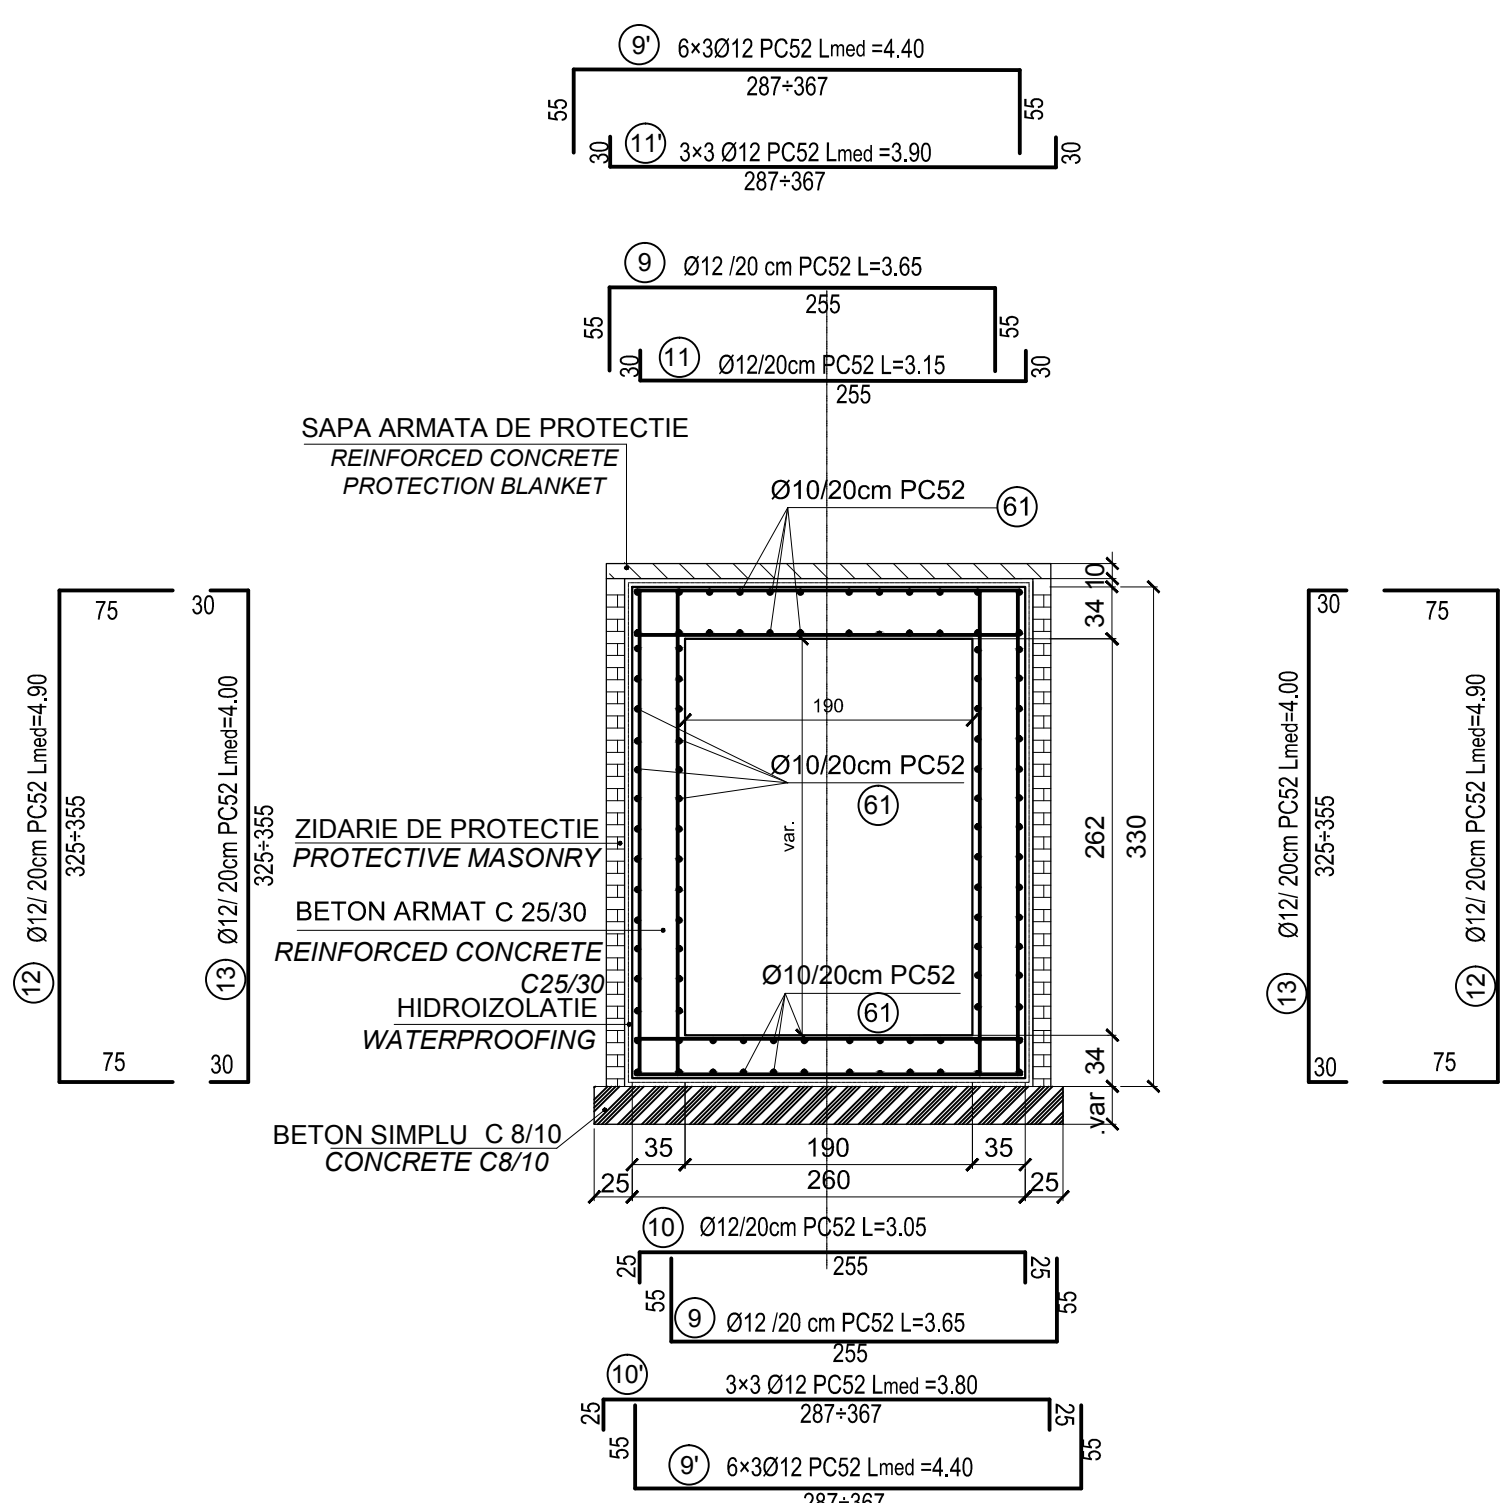 9' 6×3Ø12 PC52 Lmed =4.40
287÷367
55
55
11' 3×3 Ø12 PC52 Lmed =3.90
30
30
287÷367
9 Ø12 /20 cm PC52 L=3.65
255
55
55
11 Ø12/20cm PC52 L=3.15
30
30
255
SAPA ARMATA DE PROTECTIE
REINFORCED CONCRETE
PROTECTION BLANKET
Ø10/20cm PC52 61
10
34
75
30
12 Ø12/ 20cm PC52 Lmed=4.90
325÷355
13 Ø12/ 20cm PC52 Lmed=4.00
325÷355
75
30
190
Ø10/20cm PC52
61
var.
262
330
ZIDARIE DE PROTECTIE
PROTECTIVE MASONRY
BETON ARMAT C 25/30
REINFORCED CONCRETE
C25/30
HIDROIZOLATIE
WATERPROOFING
Ø10/20cm PC52
61
34
var.
30
75
13 Ø12/ 20cm PC52 Lmed=4.00
325÷355
12 Ø12/ 20cm PC52 Lmed=4.90
30
75
BETON SIMPLU C 8/10
CONCRETE C8/10
35
190
35
25
260
25
10 Ø12/20cm PC52 L=3.05
25
255
25
55
55
9 Ø12 /20 cm PC52 L=3.65
255
10' 3×3 Ø12 PC52 Lmed =3.80
25
287÷367
25
55
55
9' 6×3Ø12 PC52 Lmed =4.40
287÷367